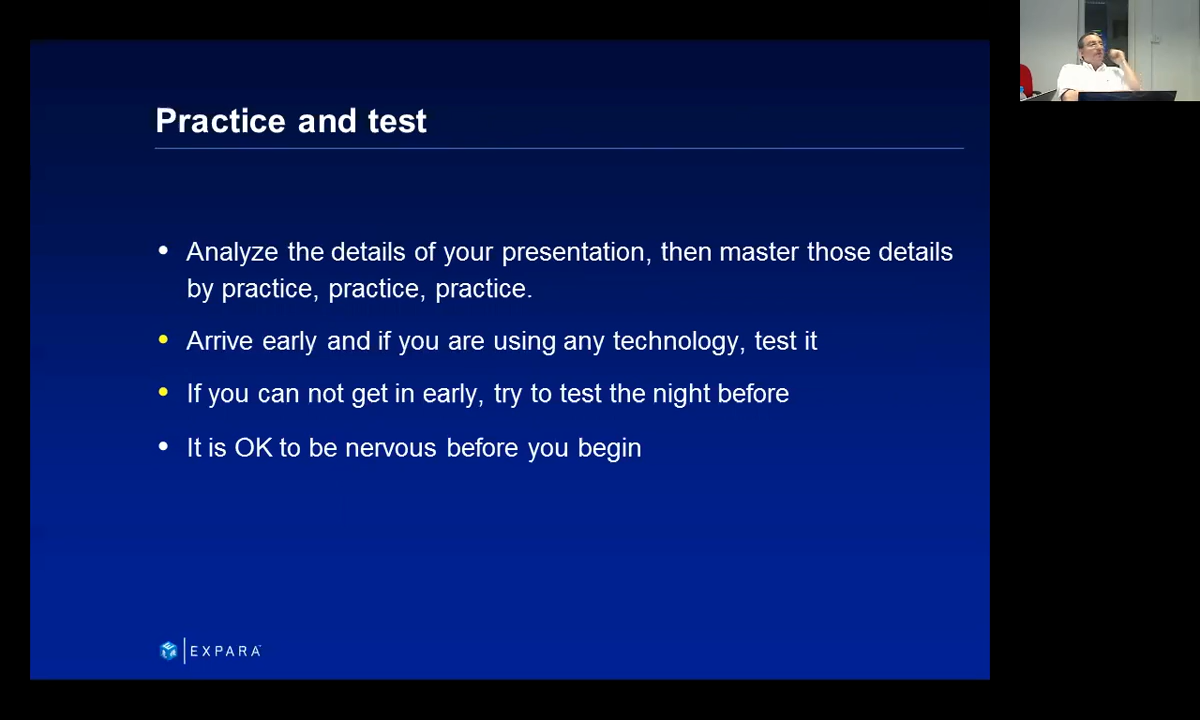 Practice and test
• Analyze the details of your presentation, then master those details
by practice, practice, practice.
• Arrive early and if you are using any technology, test it
• If you can not get in early, try to test the night before
• It is OK to be nervous before you begin
EXPARA